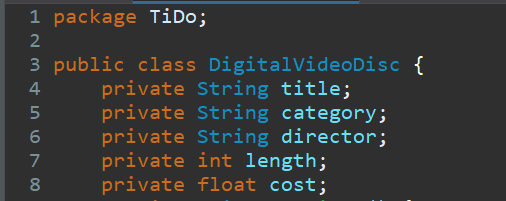 1 package TiDo;
2
3 public class DigitalVideoDisc {
4 private String title;
5 private String category;
6 private String director;
7 private int length;
8 private float cost;